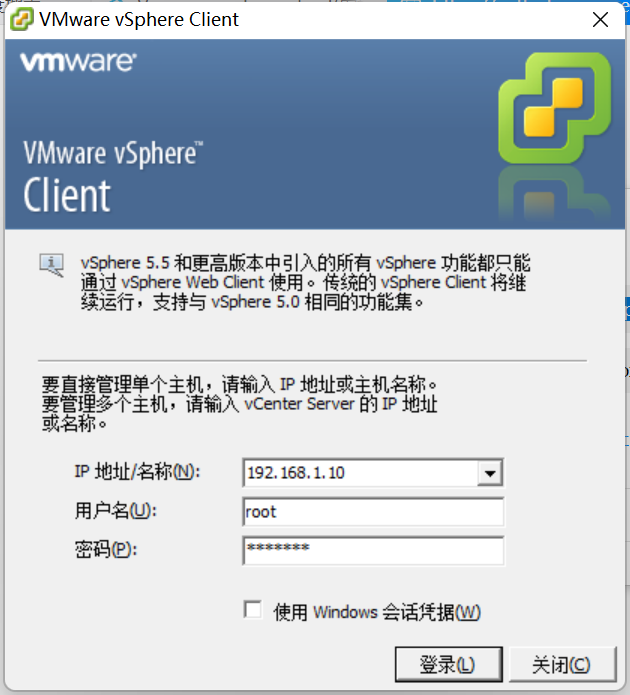 VMware vSphere Client
vmware
VMware vSphere™
Client
vSphere 5.5 和更高版本中引入的所有 vSphere 功能都只能
通过 vSphere Web Client 使用。传统的 vSphere Client 将继
续运行，支持与 vSphere 5.0 相同的功能集。
要直接管理单个主机，请输入 IP 地址或主机名称。
要管理多个主机，请输入 vCenter Server 的 IP 地址
或名称。
IP 地址/名称(N): 192.168.1.10
用户名(U): root
密码(P): *******
使用 Windows 会话凭据(W)
登录(L) 关闭(C)